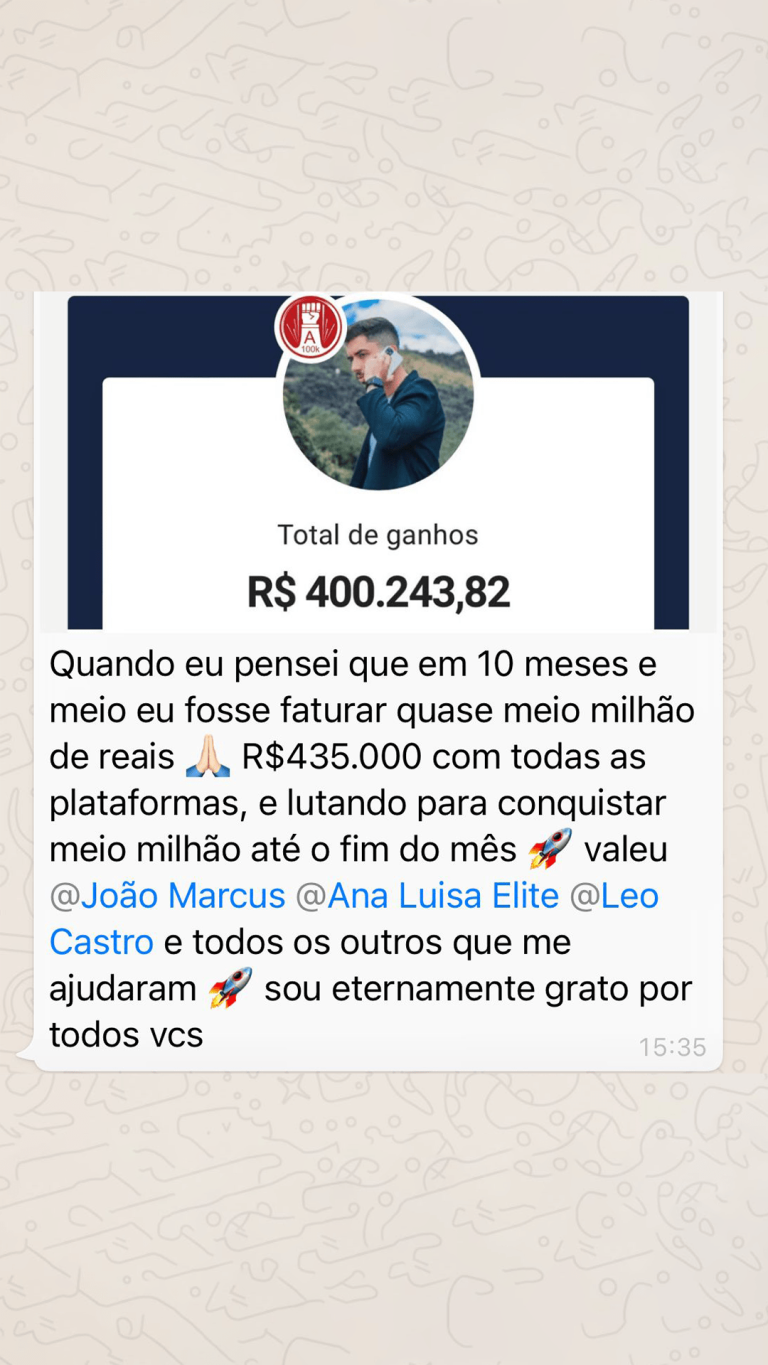 A
100k
Total de ganhos
R$ 400.243,82
Quando eu pensei que em 10 meses e
meio eu fosse faturar quase meio milhão
de reais 🙏🏻 R$435.000 com todas as
plataformas, e lutando para conquistar
meio milhão até o fim do mês 🚀 valeu
@João Marcus @Ana Luisa Elite @Leo
Castro e todos os outros que me
ajudaram 🚀 sou eternamente grato por
todos vcs
15:35